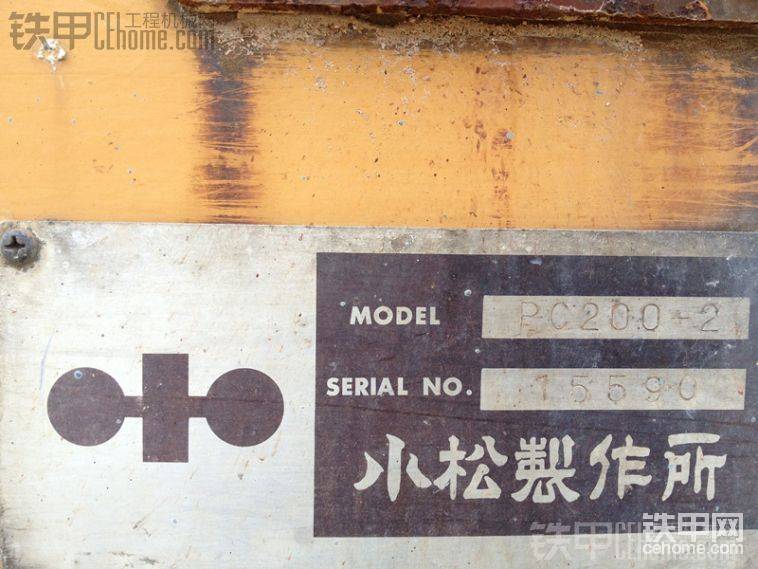 铁甲 工程机械网
CEhome.com
MODEL PC200-2
SERIAL NO. 15590
小松製作所
铁甲网
cehome.com